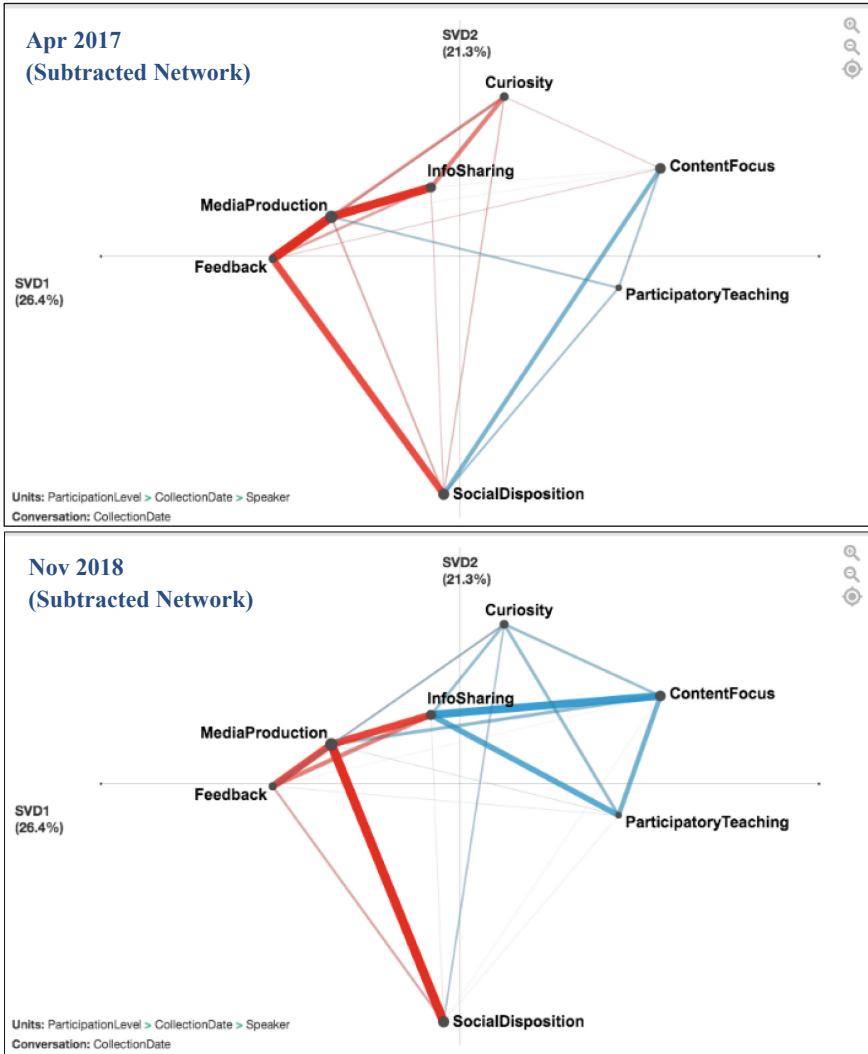 Apr 2017
(Subtracted Network)
SVD2
(21.3%)
Curiosity
ContentFocus
InfoSharing
MediaProduction
Feedback
SVD1
(26.4%)
ParticipatoryTeaching
SocialDisposition
Units: ParticipationLevel > CollectionDate > Speaker
Conversation: CollectionDate
Nov 2018
(Subtracted Network)
SVD2
(21.3%)
Curiosity
ContentFocus
InfoSharing
MediaProduction
Feedback
SVD1
(26.4%)
ParticipatoryTeaching
SocialDisposition
Units: ParticipationLevel > CollectionDate > Speaker
Conversation: CollectionDate